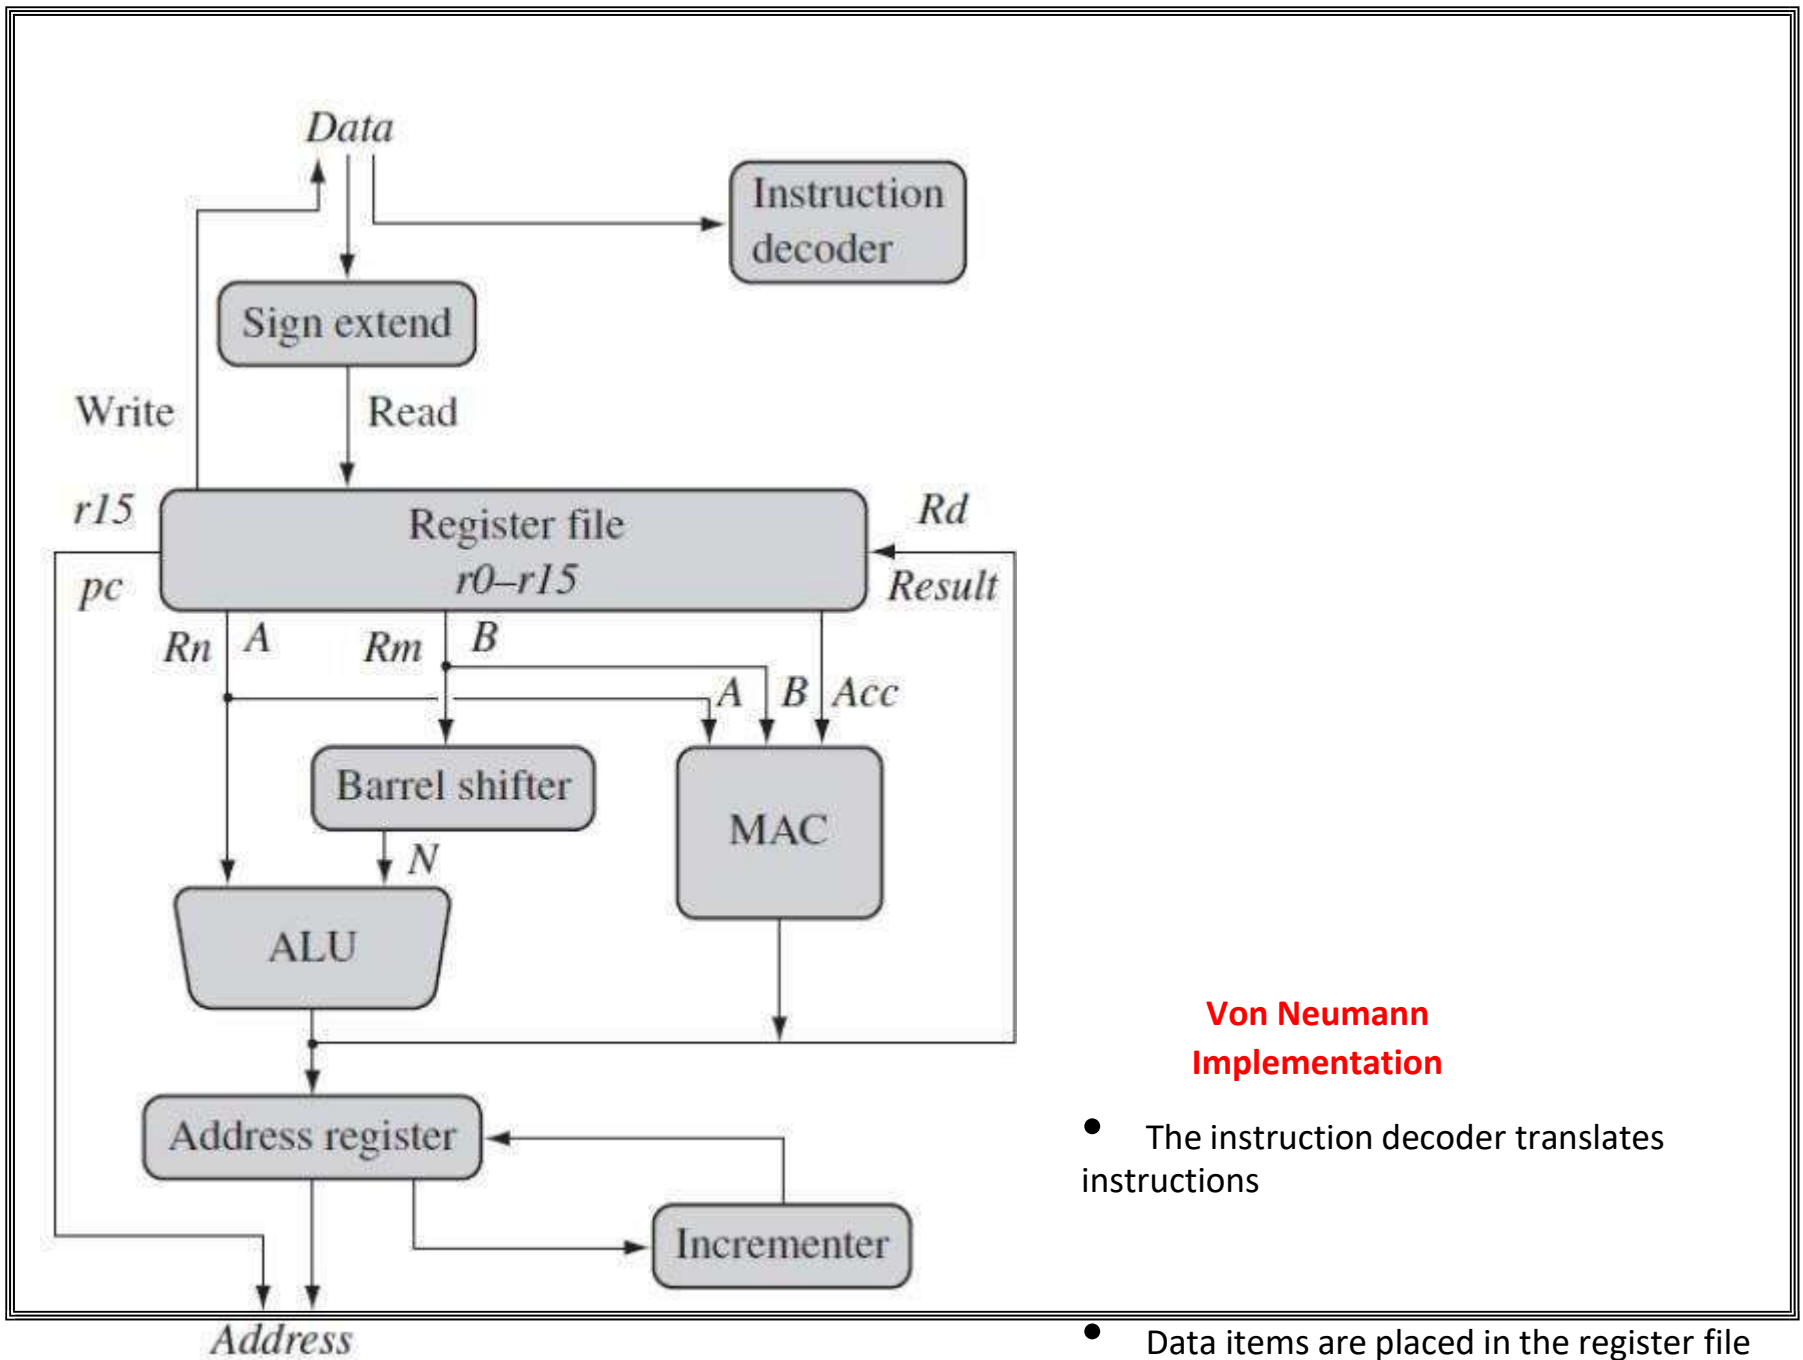 Data
Instruction
decoder
Sign extend
Write
Read
r15
Register file
Rd
pc
r0–r15
Result
Rn
A
Rm
B
A
B
Acc
Barrel shifter
MAC
N
ALU
Von Neumann
Implementation
Address register
• The instruction decoder translates
instructions
Incrementer
Address
• Data items are placed in the register file